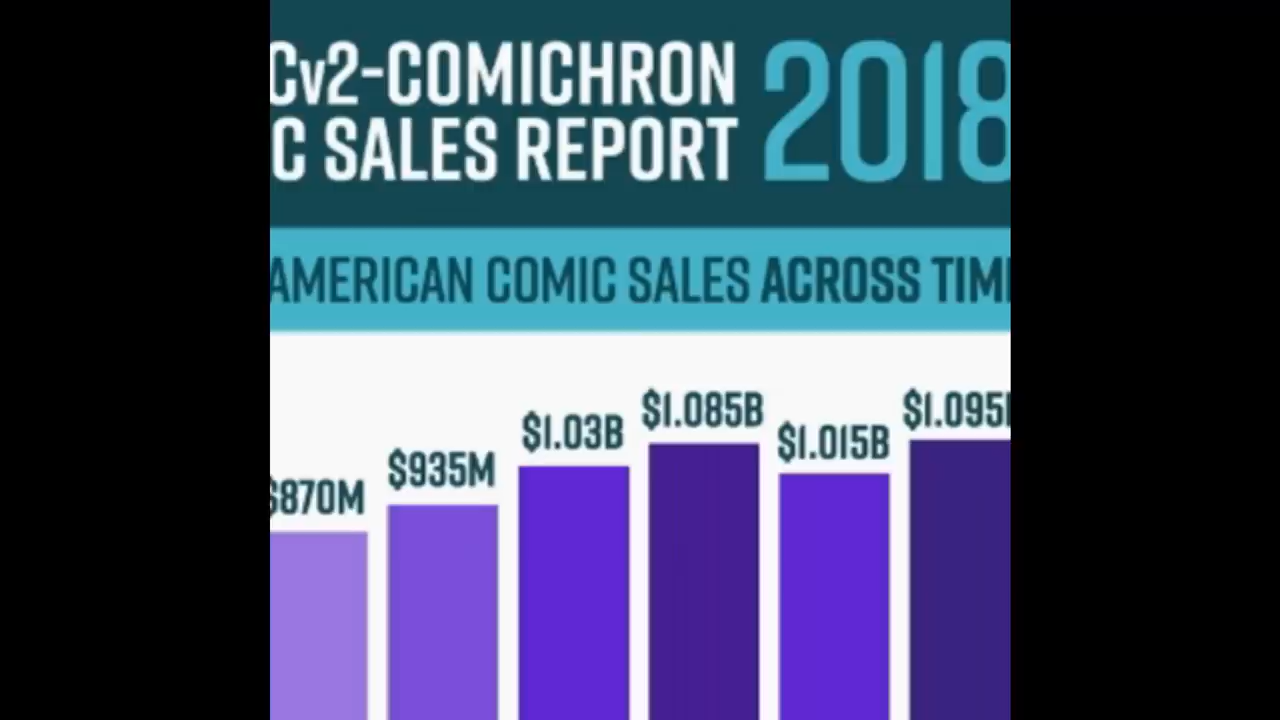 Cv2-COMICHRON
C SALES REPORT 2018
AMERICAN COMIC SALES ACROSS TIM
$870M $935M $1.03B $1.085B $1.015B $1.095